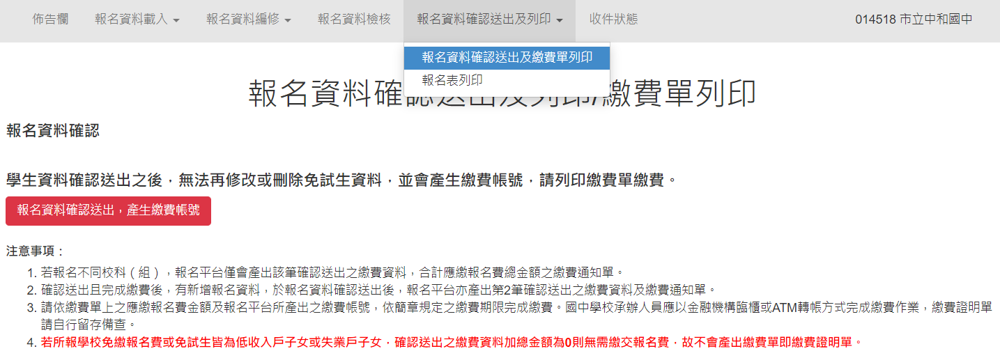 佈告欄 報名資料載入 報名資料編修 報名資料檢核 報名資料確認送出及列印 收件狀態 014518 市立中和國中
報名資料確認送出及繳費單列印
報名表列印
報名資料確認送出及列印/繳費單列印
報名資料確認
學生資料確認送出之後，無法再修改或刪除免試生資料，並會產生繳費帳號，請列印繳費單繳費。
報名資料確認送出，產生繳費帳號
注意事項：
1. 若報名不同校科（組），報名平台僅會產出該筆確認送出之繳費資料，合計應繳報名費總金額之繳費通知單。
2. 確認送出且完成繳費後，有新增報名資料，於報名資料確認送出後，報名平台亦產出第2筆確認送出之繳費資料及繳費通知單。
3. 請依繳費單上之應繳報名費金額及報名平台所產出之繳費帳號，依簡章規定之繳費期限完成繳費。國中學校承辦人員應以金融機構臨櫃或ATM轉帳方式完成繳費作業，繳費證明單
請自行留存備查。
4. 若所報學校免繳報名費或免試生皆為低收入戶子女或失業戶子女，確認送出之繳費資料加總金額為0則無需繳交報名費，故不會產出繳費單即繳費證明單。